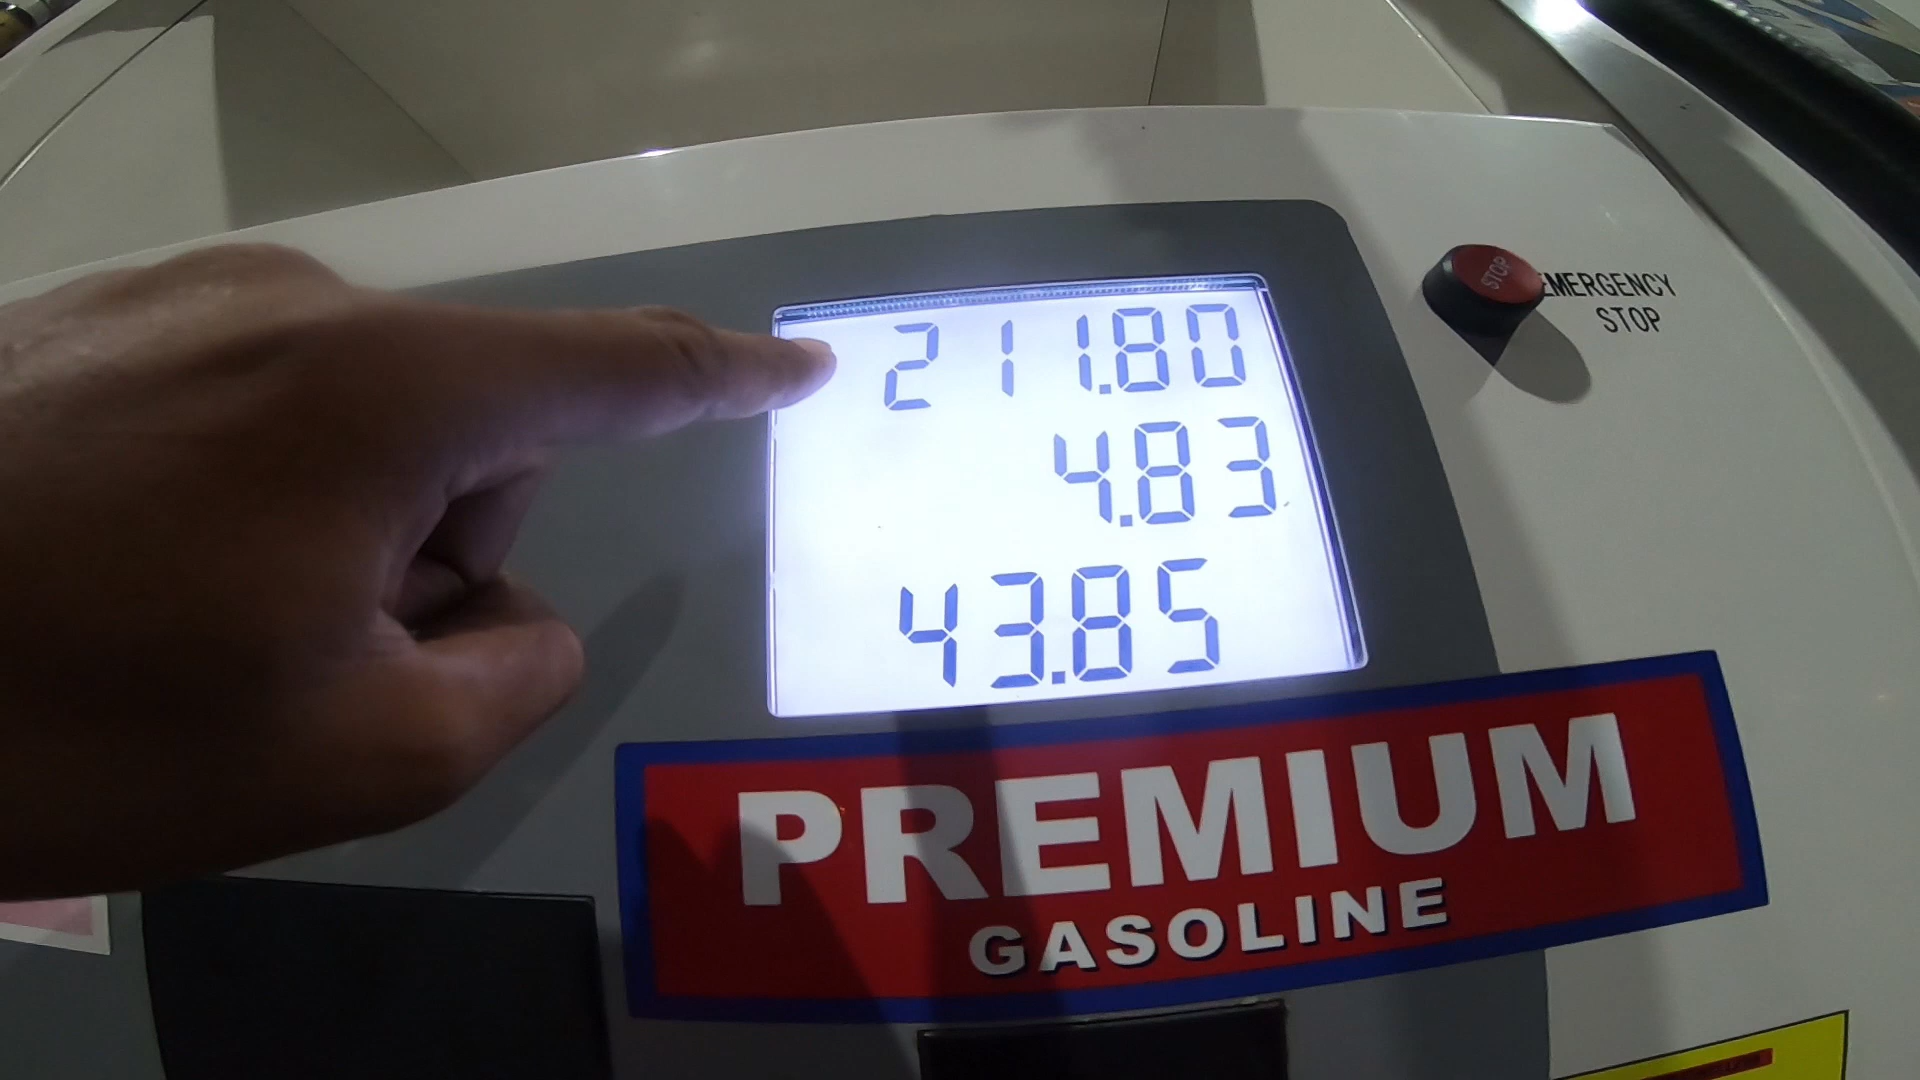 211.80
4.83
43.85
STOP
EMERGENCY
STOP
PREMIUM
GASOLINE